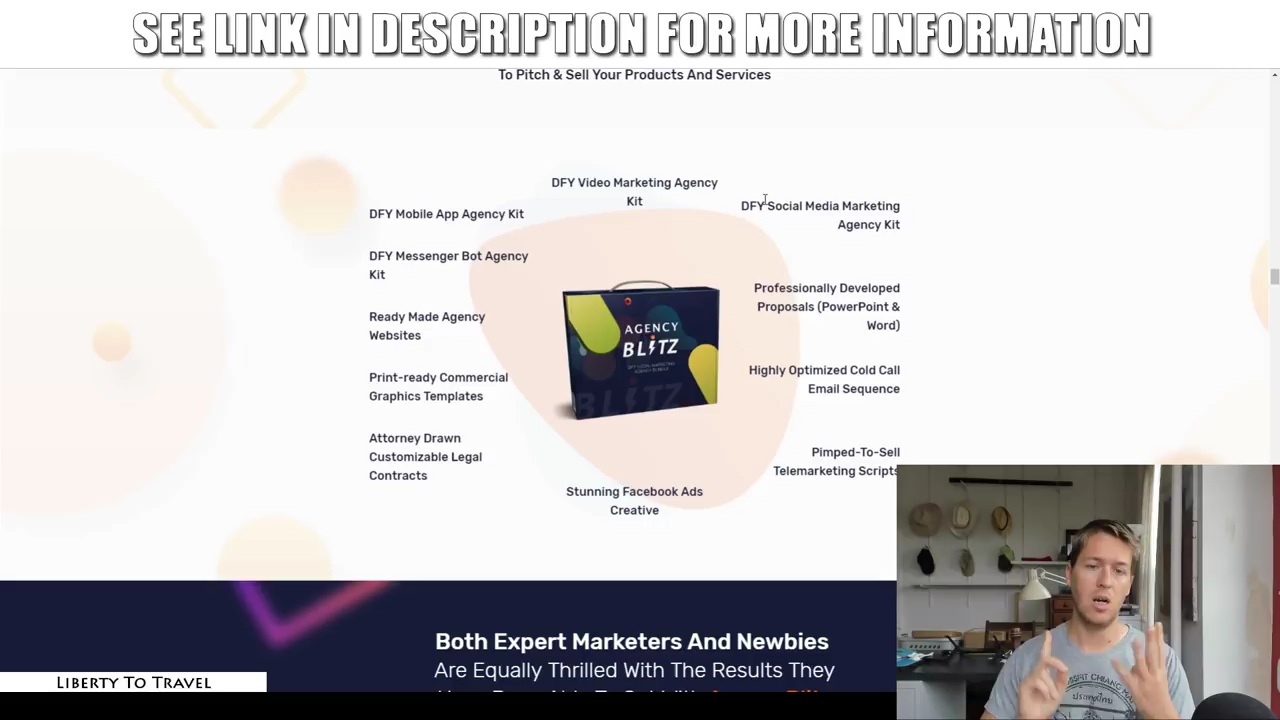 SEE LINK IN DESCRIPTION FOR MORE INFORMATION
To Pitch & Sell Your Products And Services
DFY Video Marketing Agency
Kit
DFY Mobile App Agency Kit
DFY Messenger Bot Agency
Kit
Ready Made Agency
Websites
Print-ready Commercial
Graphics Templates
Attorney Drawn
Customizable Legal
Contracts
DFY Social Media Marketing
Agency Kit
Professionally Developed
Proposals (PowerPoint &
Word)
Highly Optimized Cold Call
Email Sequence
Pimped-To-Sell
Telemarketing Scripts
Stunning Facebook Ads
Creative
AGENCY
BLITZ
BLITZ
Both Expert Marketers And Newbies
Are Equally Thrilled With The Results They
LIBERTY TO TRAVEL